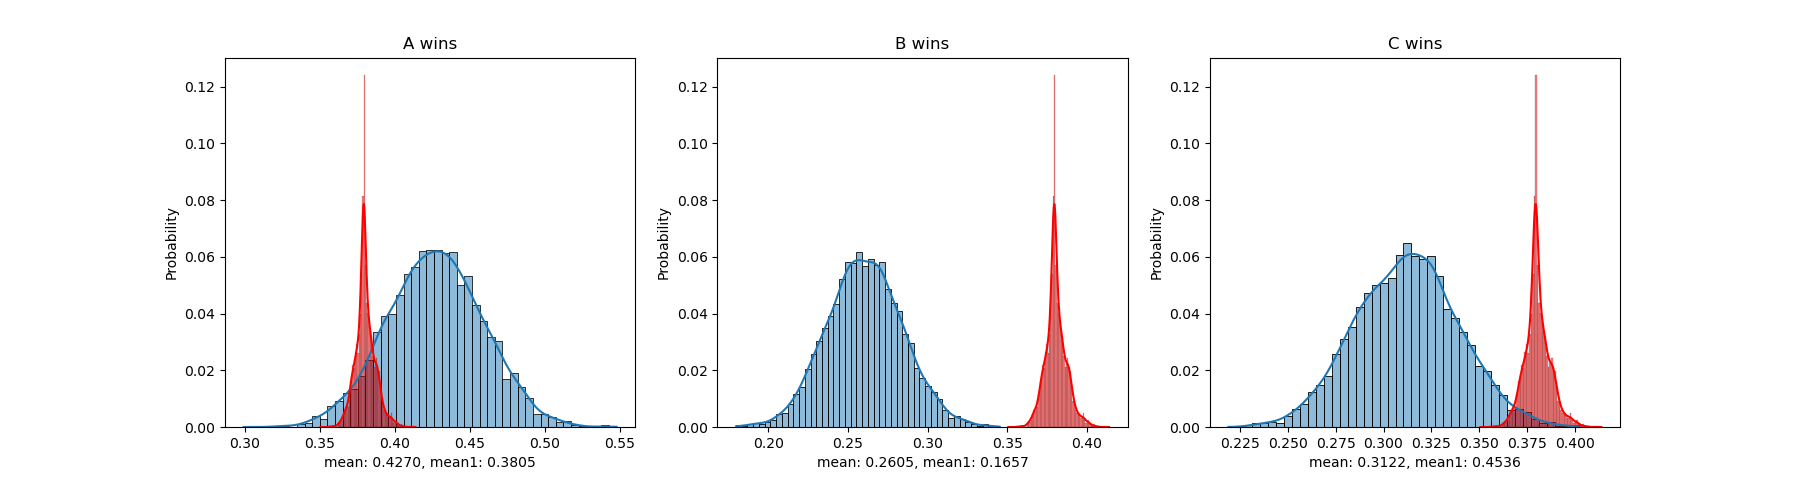 A wins
B wins
C wins
Probability
0.12
0.10
0.08
0.06
0.04
0.02
0.00
0.30 0.35 0.40 0.45 0.50 0.55
mean: 0.4270, mean1: 0.3805
Probability
0.12
0.10
0.08
0.06
0.04
0.02
0.00
0.20 0.25 0.30 0.35 0.40
mean: 0.2605, mean1: 0.1657
Probability
0.12
0.10
0.08
0.06
0.04
0.02
0.00
0.225 0.250 0.275 0.300 0.325 0.350 0.375 0.400
mean: 0.3122, mean1: 0.4536